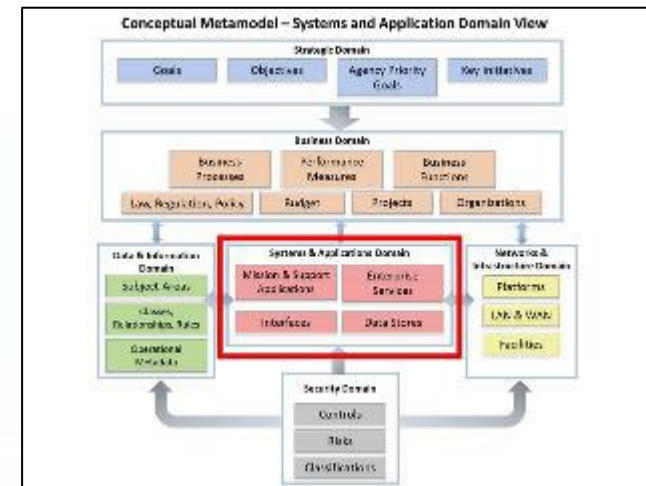 Conceptual Metamodel – Systems and Application Domain View
Strategic Domain
Goals
Objectives
Agency Priority
Goals
Key Initiatives
Business Domain
Business
Processes
Performance
Measures
Business
Functions
Law, Regulation, Policy
Budget
Projects
Organizations
Data & Information
Domain
Subject Areas
Classes,
Relationships, Rules
Operational
Metadata
Systems & Applications Domain
Mission & Support
Applications
Enterprise
Services
Interfaces
Data Stores
Networks &
Infrastructure Domain
Platforms
LAN & WAN
Facilities
Security Domain
Controls
Risks
Classifications